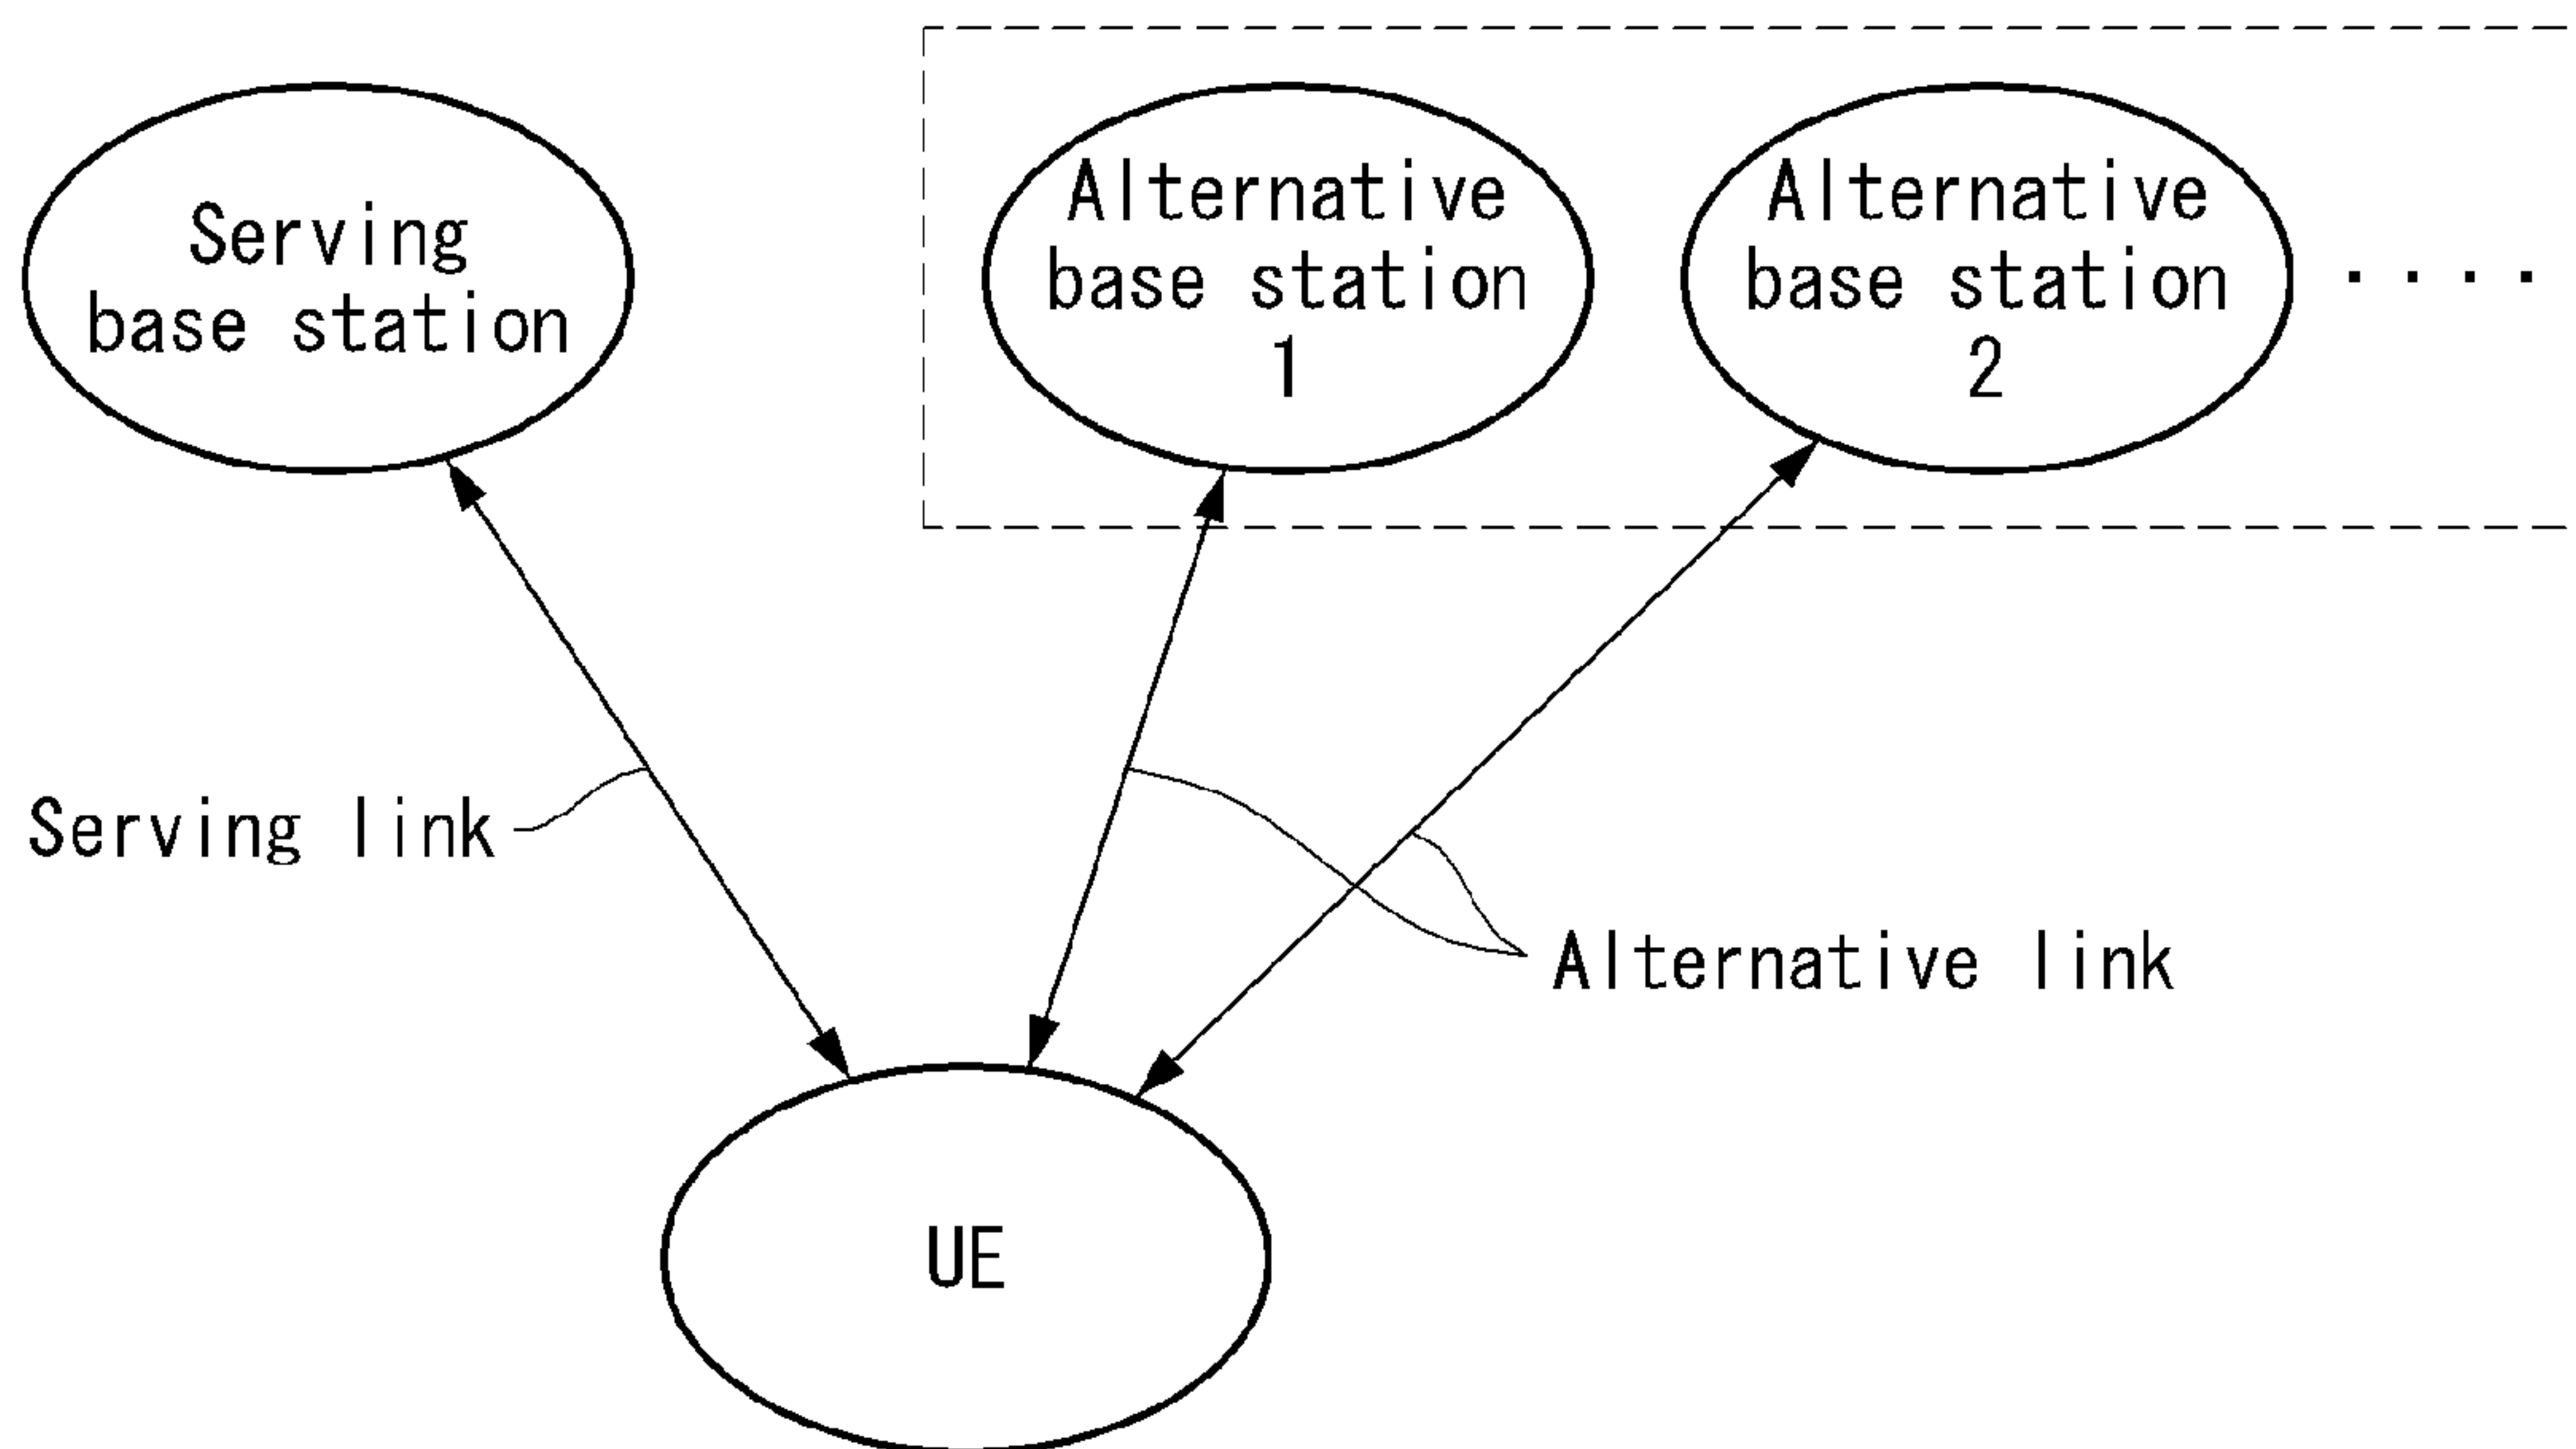 Serving
base station
Alternative
base station
1
Alternative
base station
2
. . . .
Serving link
Alternative link
UE